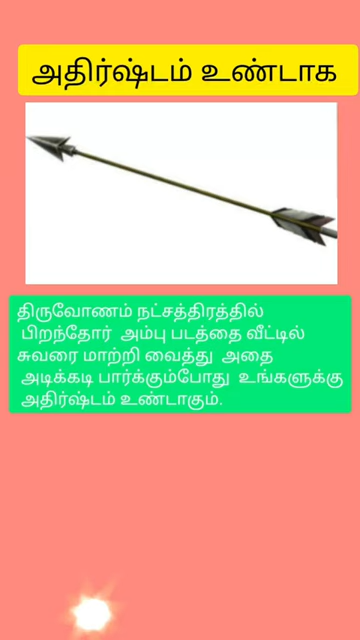 அதிர்ஷ்டம் உண்டாக
திருவோணம் நட்சத்திரத்தில்
பிறந்தோர் அம்பு படத்தை வீட்டில்
சுவரை மாற்றி வைத்து அதை
அடிக்கடி பார்க்கும்போது உங்களுக்கு
அதிர்ஷ்டம் உண்டாகும்.